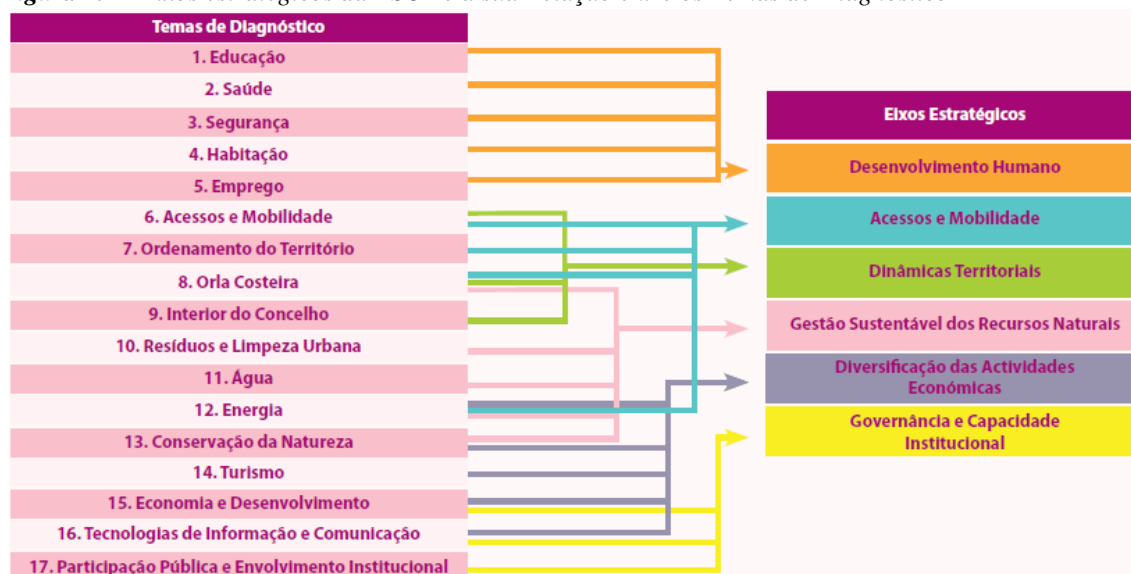 Temas de Diagnóstico
1. Educação
2. Saúde
3. Segurança
4. Habitação
5. Emprego
6. Acessos e Mobilidade
7. Ordenamento do Território
8. Orla Costeira
9. Interior do Concelho
10. Resíduos e Limpeza Urbana
11. Água
12. Energia
13. Conservação da Natureza
14. Turismo
15. Economia e Desenvolvimento
16. Tecnologias de Informação e Comunicação
17. Participação Pública e Envolvimento Institucional
Eixos Estratégicos
Desenvolvimento Humano
Acessos e Mobilidade
Dinâmicas Territoriais
Gestão Sustentável dos Recursos Naturais
Diversificação das Actividades
Económicas
Governância e Capacidade
Institucional